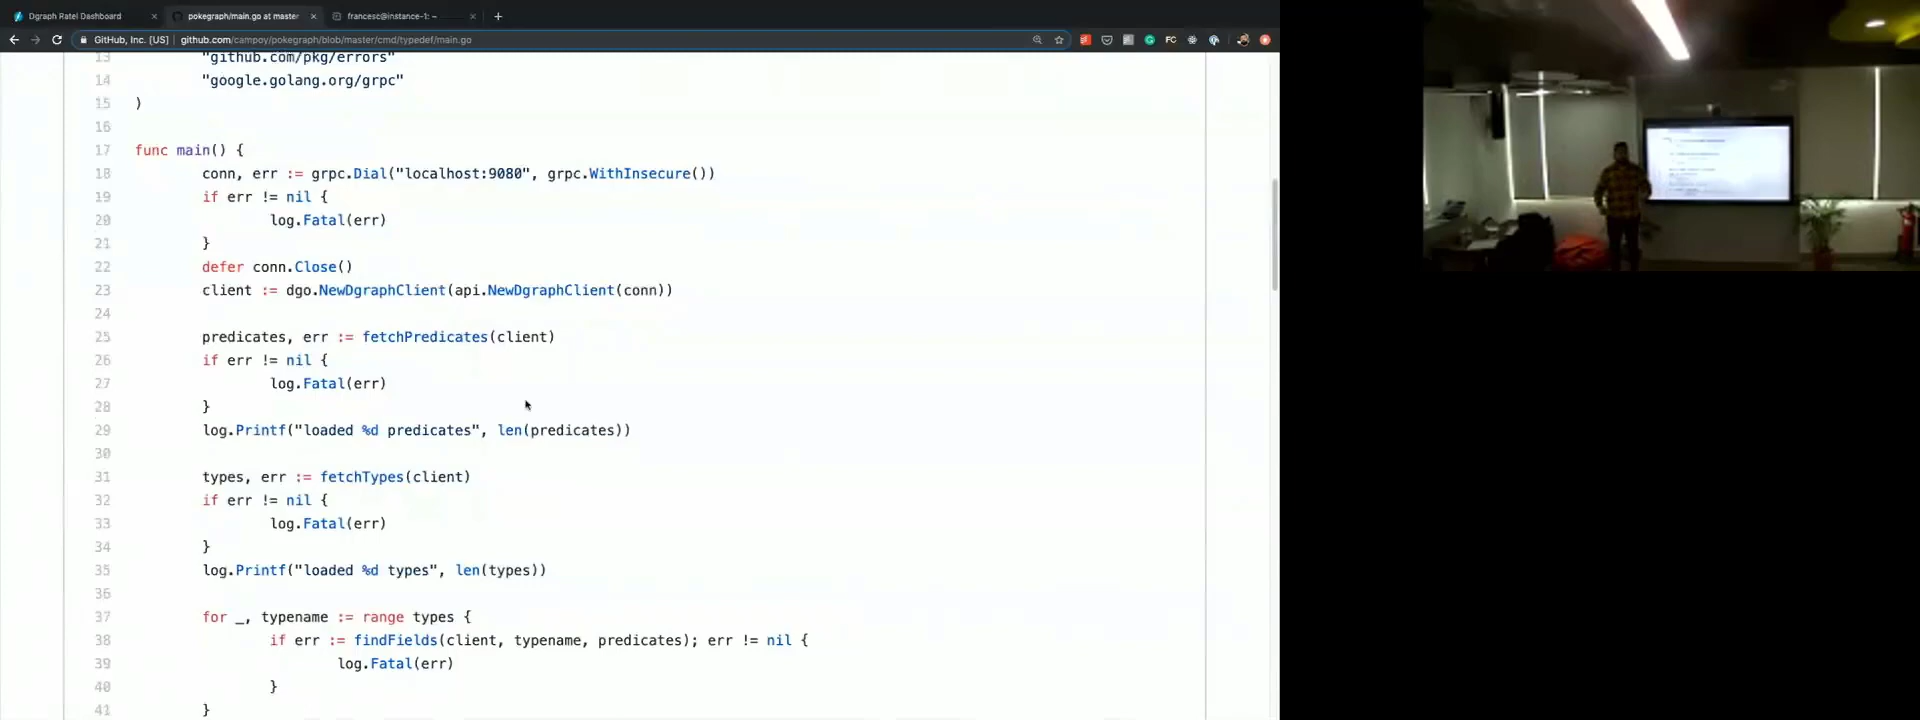 Dgraph Ratel Dashboard
pokegraph/main.go at master
francesc@instance-1: ~
GitHub, Inc. [US]
github.com/campoy/pokegraph/blob/master/cmd/typedef/main.go
FC
13 "github.com/pkg/errors"
14 "google.golang.org/grpc"
15 )
16
17 func main() {
18 conn, err := grpc.Dial("localhost:9080", grpc.WithInsecure())
19 if err != nil {
20 log.Fatal(err)
21 }
22 defer conn.Close()
23 client := dgo.NewDgraphClient(api.NewDgraphClient(conn))
24
25 predicates, err := fetchPredicates(client)
26 if err != nil {
27 log.Fatal(err)
28 }
29 log.Printf("loaded %d predicates", len(predicates))
30
31 types, err := fetchTypes(client)
32 if err != nil {
33 log.Fatal(err)
34 }
35 log.Printf("loaded %d types", len(types))
36
37 for _, typename := range types {
38 if err := findFields(client, typename, predicates); err != nil {
39 log.Fatal(err)
40 }
41 }